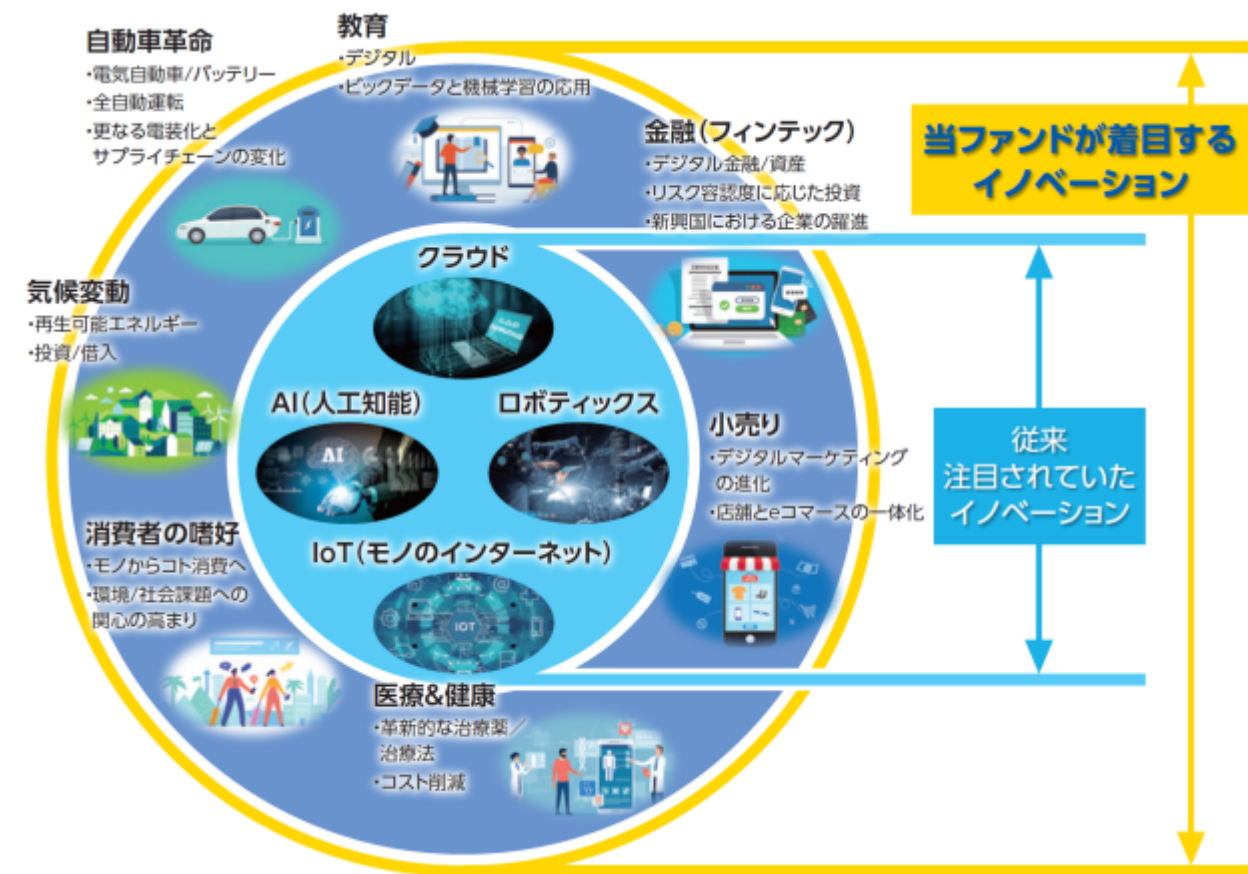 自動車革命
・電気自動車/バッテリー
・全自動運転
・更なる電装化と
サプライチェーンの変化
教育
・デジタル
・ビックデータと機械学習の応用
金融(フィンテック)
・デジタル金融/資産
・リスク容認度に応じた投資
・新興国における企業の躍進
当ファンドが着目する
イノベーション
クラウド
気候変動
・再生可能エネルギー
・投資/借入
AI(人工知能)
AI
ロボティックス
小売り
・デジタルマーケティング
の進化
・店舗とeコマースの一体化
従来
注目されていた
イノベーション
消費者の嗜好
・モノからコト消費へ
・環境/社会課題への
関心の高まり
IoT(モノのインターネット)
IOT
医療&健康
・革新的な治療薬/
治療法
・コスト削減